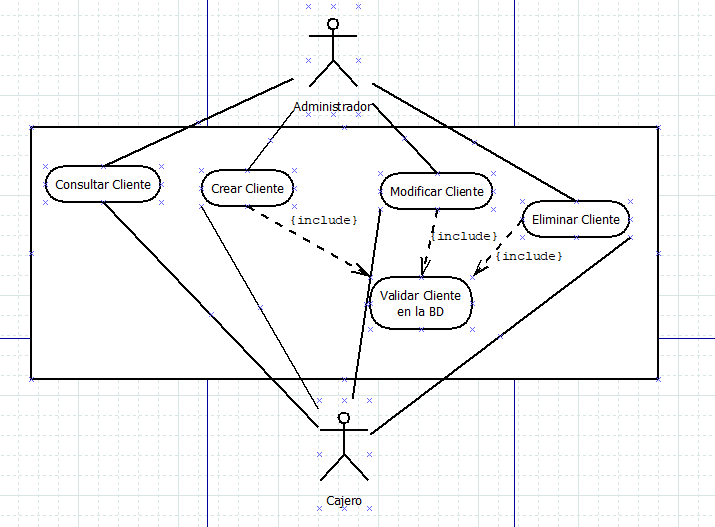 Administrador
Consultar Cliente
Crear Cliente
Modificar Cliente
Eliminar Cliente
{include}
{include}
{include}
Validar Cliente
en la BD
Cajero